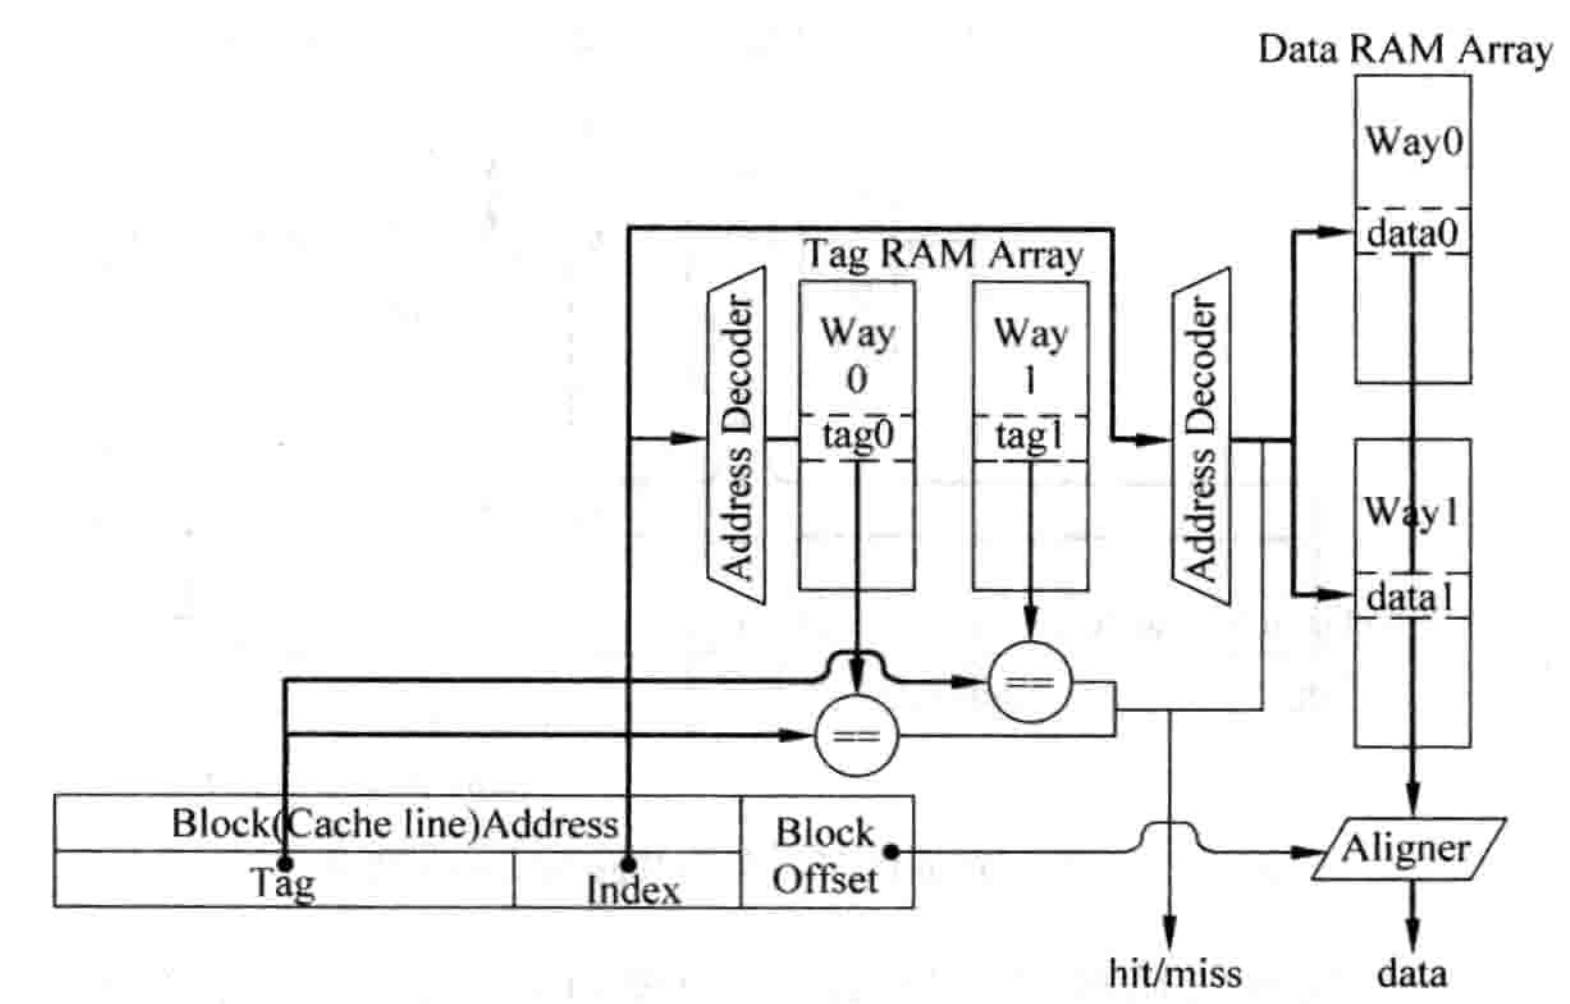 Data RAM Array
Way0
data0
Tag RAM Array
Address Decoder
Way
0
tag0
Way
1
tag1
Address Decoder
Way1
data1
==
==
Block(Cache line)Address
Tag
Index
Block
Offset
Aligner
hit/miss
data